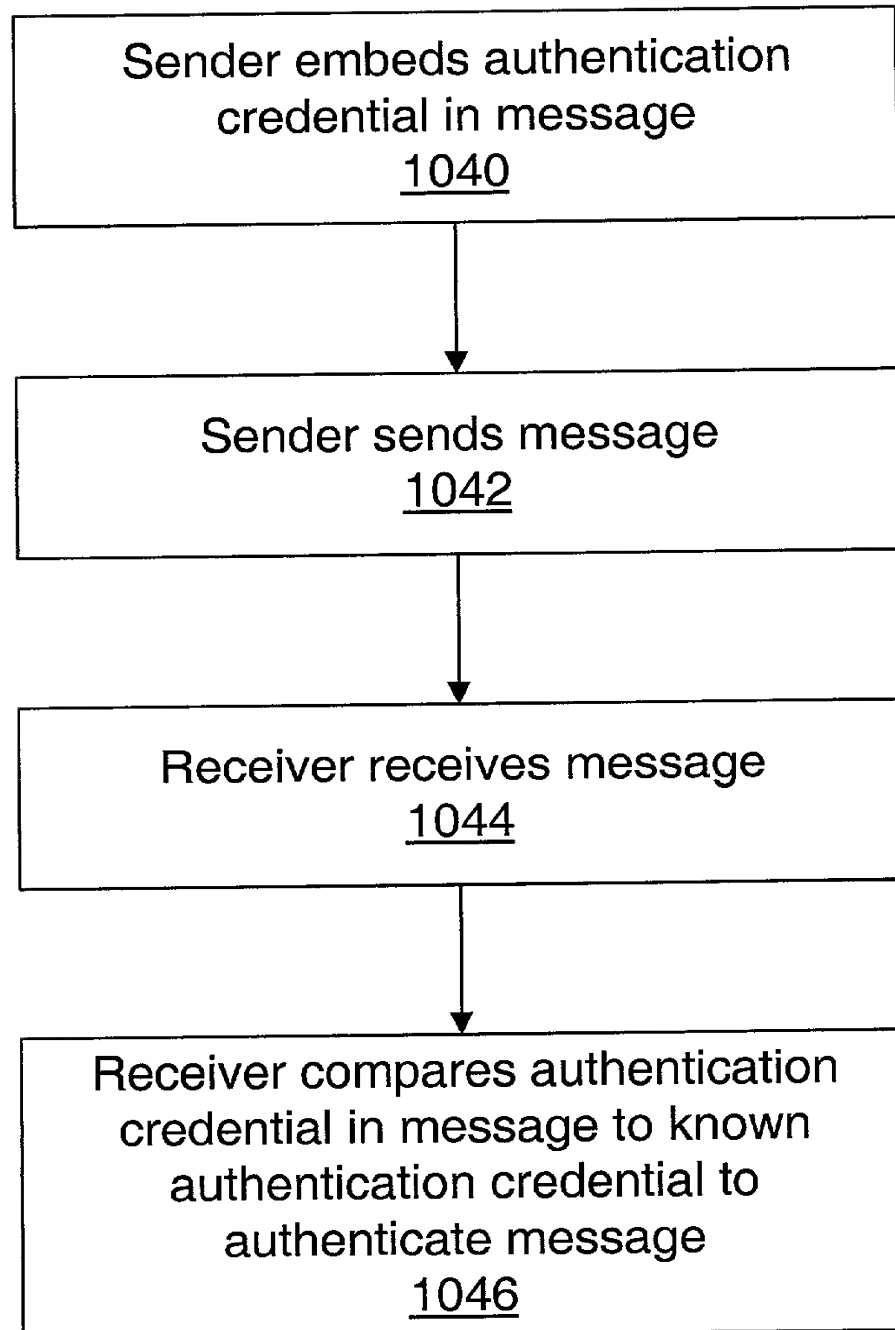 Sender embeds authentication
credential in message
1040
Sender sends message
1042
Receiver receives message
1044
Receiver compares authentication
credential in message to known
authentication credential to
authenticate message
1046